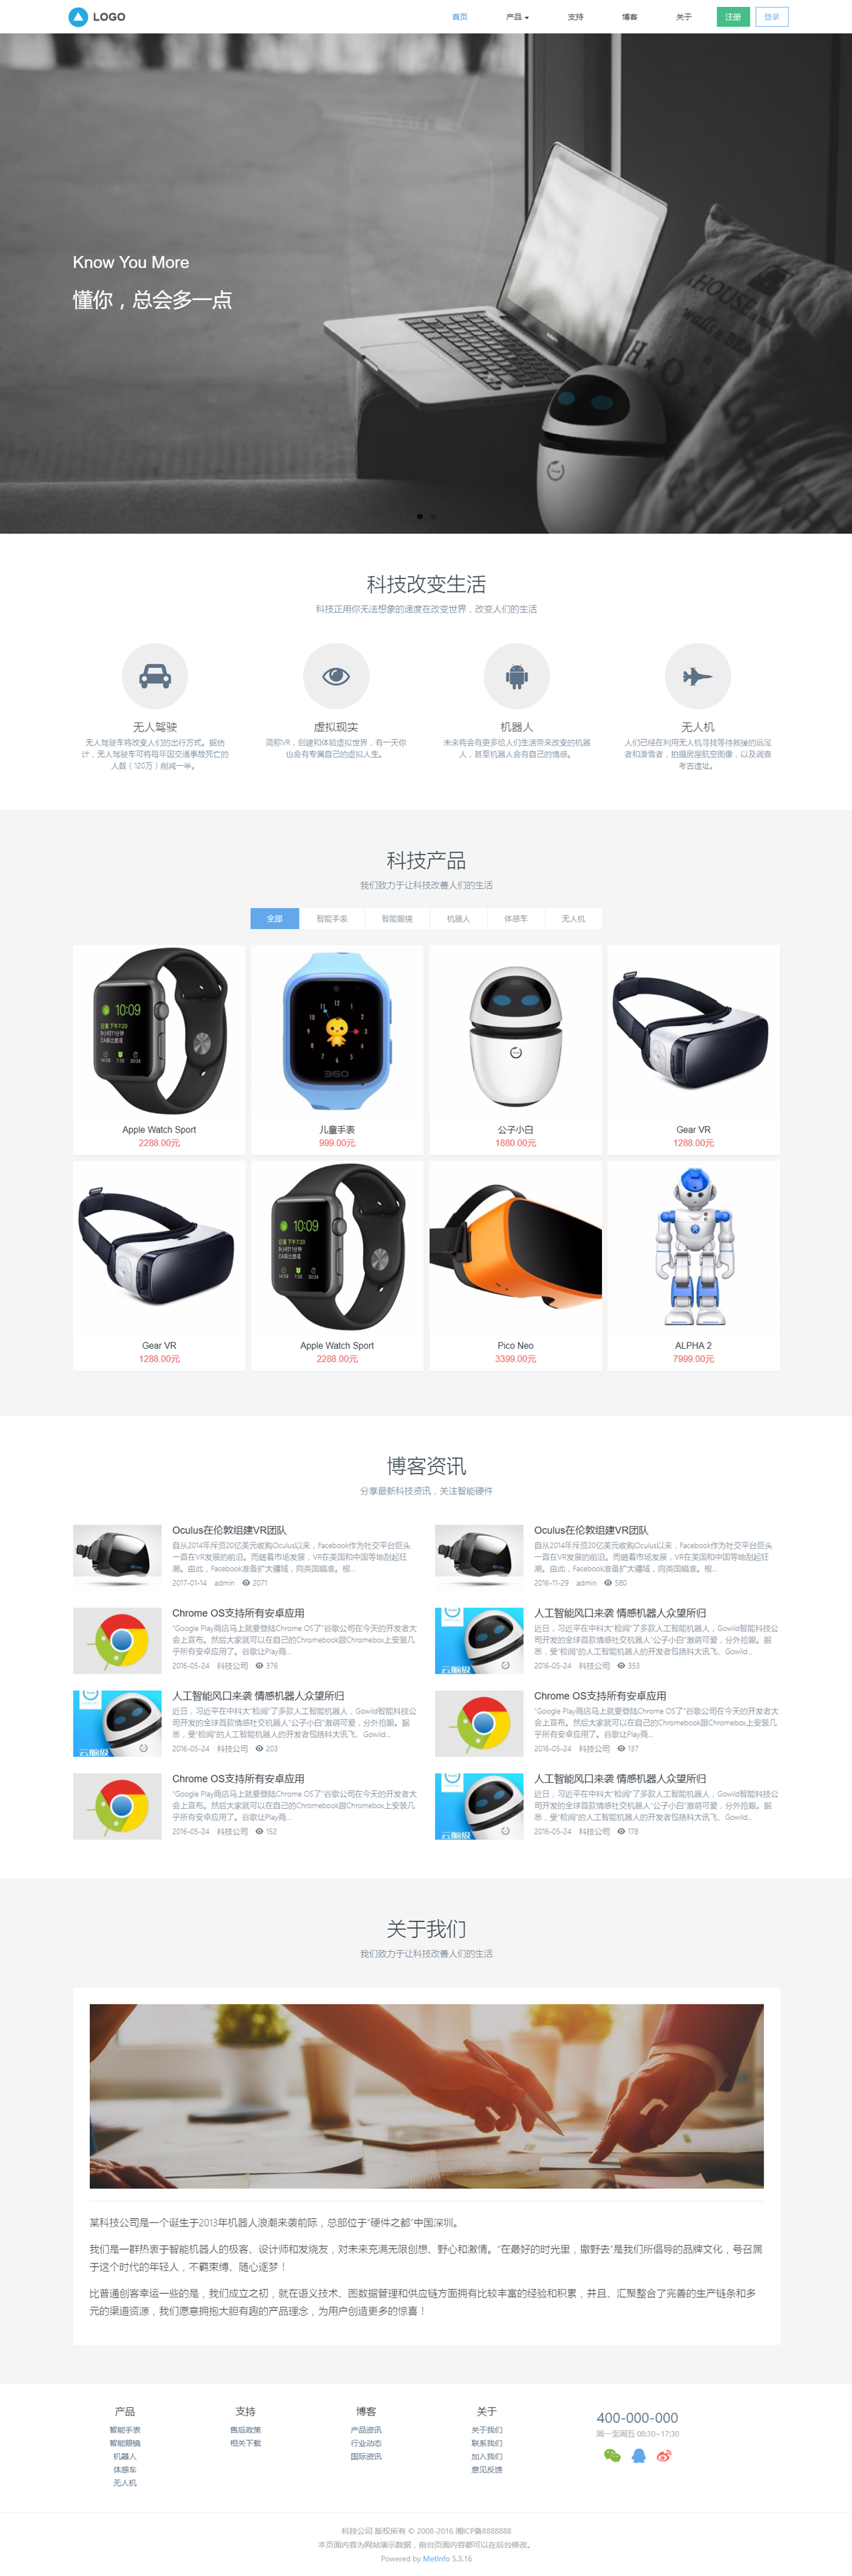 LOGO
首页 产品 支持 博客 关于 注册 登录
Know You More
懂你，总会多一点
科技改变生活
科技正用你无法想象的速度在改变世界，改变人们的生活
无人驾驶
无人驾驶车将改变人们的出行方式。据估
计，无人驾驶车可将每年因交通事故死亡的
人数（120万）削减一半。
虚拟现实
简称VR，创建和体验虚拟世界，有一天你
也会有专属自己的虚拟人生。
机器人
未来将会有更多给人们生活带来改变的机器
人，甚至机器人会有自己的情感。
无人机
人们已经在利用无人机寻找等待救援的远足
者和滑雪者，拍摄房屋航空图像，以及调查
考古遗址。
科技产品
我们致力于让科技改善人们的生活
全部 智能手表 智能眼镜 机器人 体感车 无人机
Apple Watch Sport
2288.00元
儿童手表
999.00元
公子小白
1880.00元
Gear VR
1288.00元
Gear VR
1288.00元
Apple Watch Sport
2288.00元
Pico Neo
3399.00元
ALPHA 2
7999.00元
博客资讯
分享最新科技资讯，关注智能硬件
Oculus在伦敦组建VR团队
自从2014年斥资20亿美元收购Oculus以来，Facebook作为社交平台巨头
一直在VR发展的前沿。而随着市场发展，VR在美国和中国等地刮起狂
潮。由此，Facebook准备扩大疆域，向英国瞄准。根...
2017-01-14 admin 2071
Oculus在伦敦组建VR团队
自从2014年斥资20亿美元收购Oculus以来，Facebook作为社交平台巨头
一直在VR发展的前沿。而随着市场发展，VR在美国和中国等地刮起狂
潮。由此，Facebook准备扩大疆域，向英国瞄准。根...
2016-11-29 admin 580
Chrome OS支持所有安卓应用
“Google Play商店马上就要登陆Chrome OS了”谷歌公司在今天的开发者大
会上宣布。然后大家就可以在自己的Chromebook跟Chromebox上安装几
乎所有安卓应用了。谷歌让Play商...
2016-05-24 科技公司 376
人工智能风口来袭 情感机器人众望所归
近日，习近平在中科大“检阅”了多款人工智能机器人，Gowild智能科技公
司开发的全球首款情感社交机器人“公子小白”激萌可爱，分外抢眼。据
悉，受“检阅”的人工智能机器人的开发者包括科大讯飞、Gowild...
2016-05-24 科技公司 353
人工智能风口来袭 情感机器人众望所归
近日，习近平在中科大“检阅”了多款人工智能机器人，Gowild智能科技公
司开发的全球首款情感社交机器人“公子小白”激萌可爱，分外抢眼。据
悉，受“检阅”的人工智能机器人的开发者包括科大讯飞、Gowild...
2016-05-24 科技公司 203
Chrome OS支持所有安卓应用
“Google Play商店马上就要登陆Chrome OS了”谷歌公司在今天的开发者大
会上宣布。然后大家就可以在自己的Chromebook跟Chromebox上安装几
乎所有安卓应用了。谷歌让Play商...
2016-05-24 科技公司 137
Chrome OS支持所有安卓应用
“Google Play商店马上就要登陆Chrome OS了”谷歌公司在今天的开发者大
会上宣布。然后大家就可以在自己的Chromebook跟Chromebox上安装几
乎所有安卓应用了。谷歌让Play商...
2016-05-24 科技公司 152
人工智能风口来袭 情感机器人众望所归
近日，习近平在中科大“检阅”了多款人工智能机器人，Gowild智能科技公
司开发的全球首款情感社交机器人“公子小白”激萌可爱，分外抢眼。据
悉，受“检阅”的人工智能机器人的开发者包括科大讯飞、Gowild...
2016-05-24 科技公司 178
关于我们
我们致力于让科技改善人们的生活
某科技公司是一个诞生于2013年机器人浪潮来袭前际，总部位于“硬件之都”中国深圳。
我们是一群热衷于智能机器人的极客、设计师和发烧友，对未来充满无限创想、野心和激情。“在最好的时光里，撒野去”是我们所倡导的品牌文化，号召属
于这个时代的年轻人，不羁束缚、随心逐梦！
比普通创客幸运一些的是，我们成立之初，就在语义技术、图数据管理和供应链方面拥有比较丰富的经验和积累，并且、汇聚整合了完善的生产链条和多
元的渠道资源，我们愿意拥抱大胆有趣的产品理念，为用户创造更多的惊喜！
产品
智能手表
智能眼镜
机器人
体感车
无人机
支持
售后政策
相关下载
博客
产品资讯
行业动态
国际资讯
关于
关于我们
联系我们
加入我们
意见反馈
400-000-000
周一至周五 08:30~17:30
科技公司 版权所有 © 2008-2016 湘ICP备8888888
本页面内容为网站演示数据，前台页面内容都可以在后台修改。
Powered by MetInfo 5.3.16